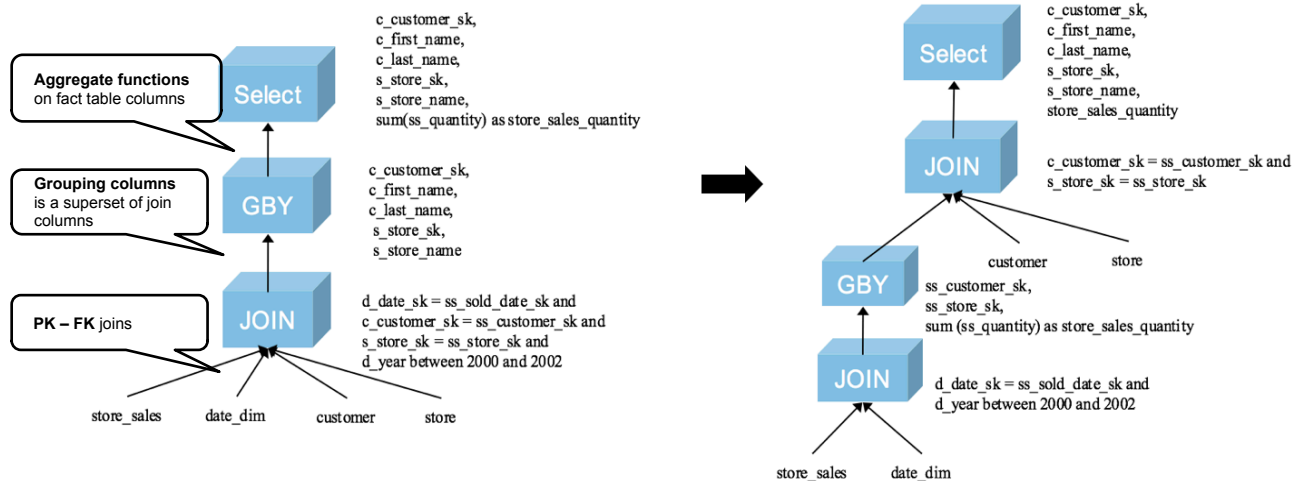 Aggregate functions
on fact table columns
Select
c_customer_sk,
c_first_name,
c_last_name,
s_store_sk,
s_store_name,
sum(ss_quantity) as store_sales_quantity
Grouping columns
is a superset of join
columns
GBY
c_customer_sk,
c_first_name,
c_last_name,
s_store_sk,
s_store_name
PK – FK joins
JOIN
d_date_sk = ss_sold_date_sk and
c_customer_sk = ss_customer_sk and
s_store_sk = ss_store_sk and
d_year between 2000 and 2002
store_sales
date_dim
customer
store
Select
c_customer_sk,
c_first_name,
c_last_name,
s_store_sk,
s_store_name,
store_sales_quantity
JOIN
c_customer_sk = ss_customer_sk and
s_store_sk = ss_store_sk
customer
store
GBY
ss_customer_sk,
ss_store_sk,
sum (ss_quantity) as store_sales_quantity
JOIN
d_date_sk = ss_sold_date_sk and
d_year between 2000 and 2002
store_sales
date_dim